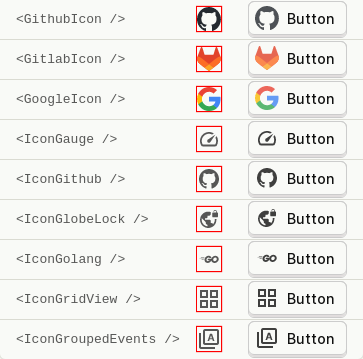 <GithubIcon /> Button
<GitlabIcon /> Button
<GoogleIcon /> Button
<IconGauge /> Button
<IconGithub /> Button
<IconGlobeLock /> Button
<IconGolang /> GO GO Button
<IconGridView /> Button
<IconGroupedEvents /> A A Button